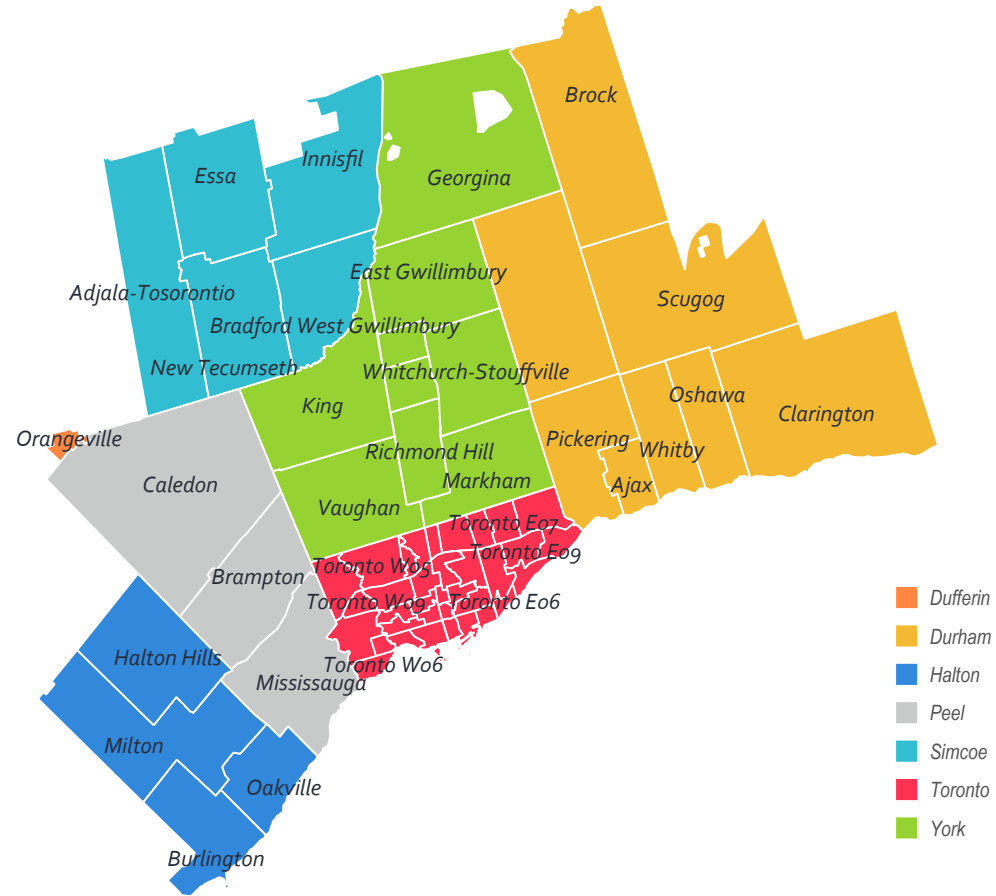 Brock
Innisfil
Essa
Georgina
East Gwillimbury
Adjala-Tosorontio
Scugog
Bradford West Gwillimbury
New Tecumseth
Whitchurch-Stouffville
Oshawa
King
Clarington
Orangeville
Pickering
Richmond Hill
Whitby
Caledon
Markham
Ajax
Vaughan
Toronto E07
Toronto E09
Toronto W05
Brampton
Toronto W09
Toronto E06
Halton Hills
Toronto W06
Mississauga
Milton
Oakville
Burlington
Dufferin
Durham
Halton
Peel
Simcoe
Toronto
York